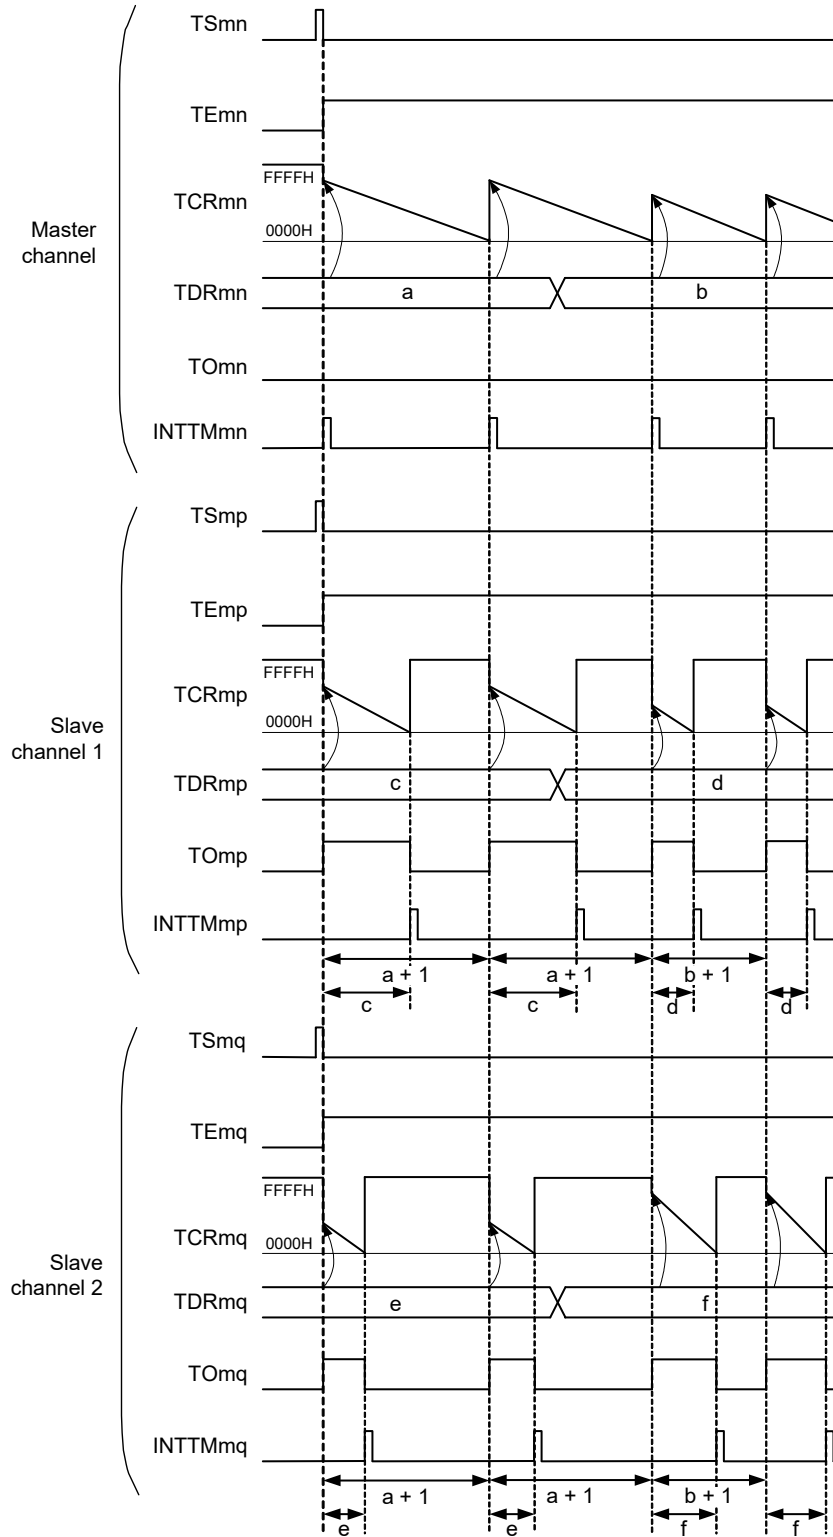 TSmn
TEmn
FFFFH
TCRmn
0000H
Master
channel
TDRmn
a
b
TOmn
INTTMmn
TSmp
TEmp
FFFFH
TCRmp
0000H
Slave
channel 1
TDRmp
c
d
TOmp
INTTMmp
a + 1
a + 1
b + 1
c
c
d
d
TSmq
TEmq
FFFFH
TCRmq
0000H
Slave
channel 2
TDRmq
e
f
TOmq
INTTMmq
a + 1
a + 1
b + 1
e
e
f
f